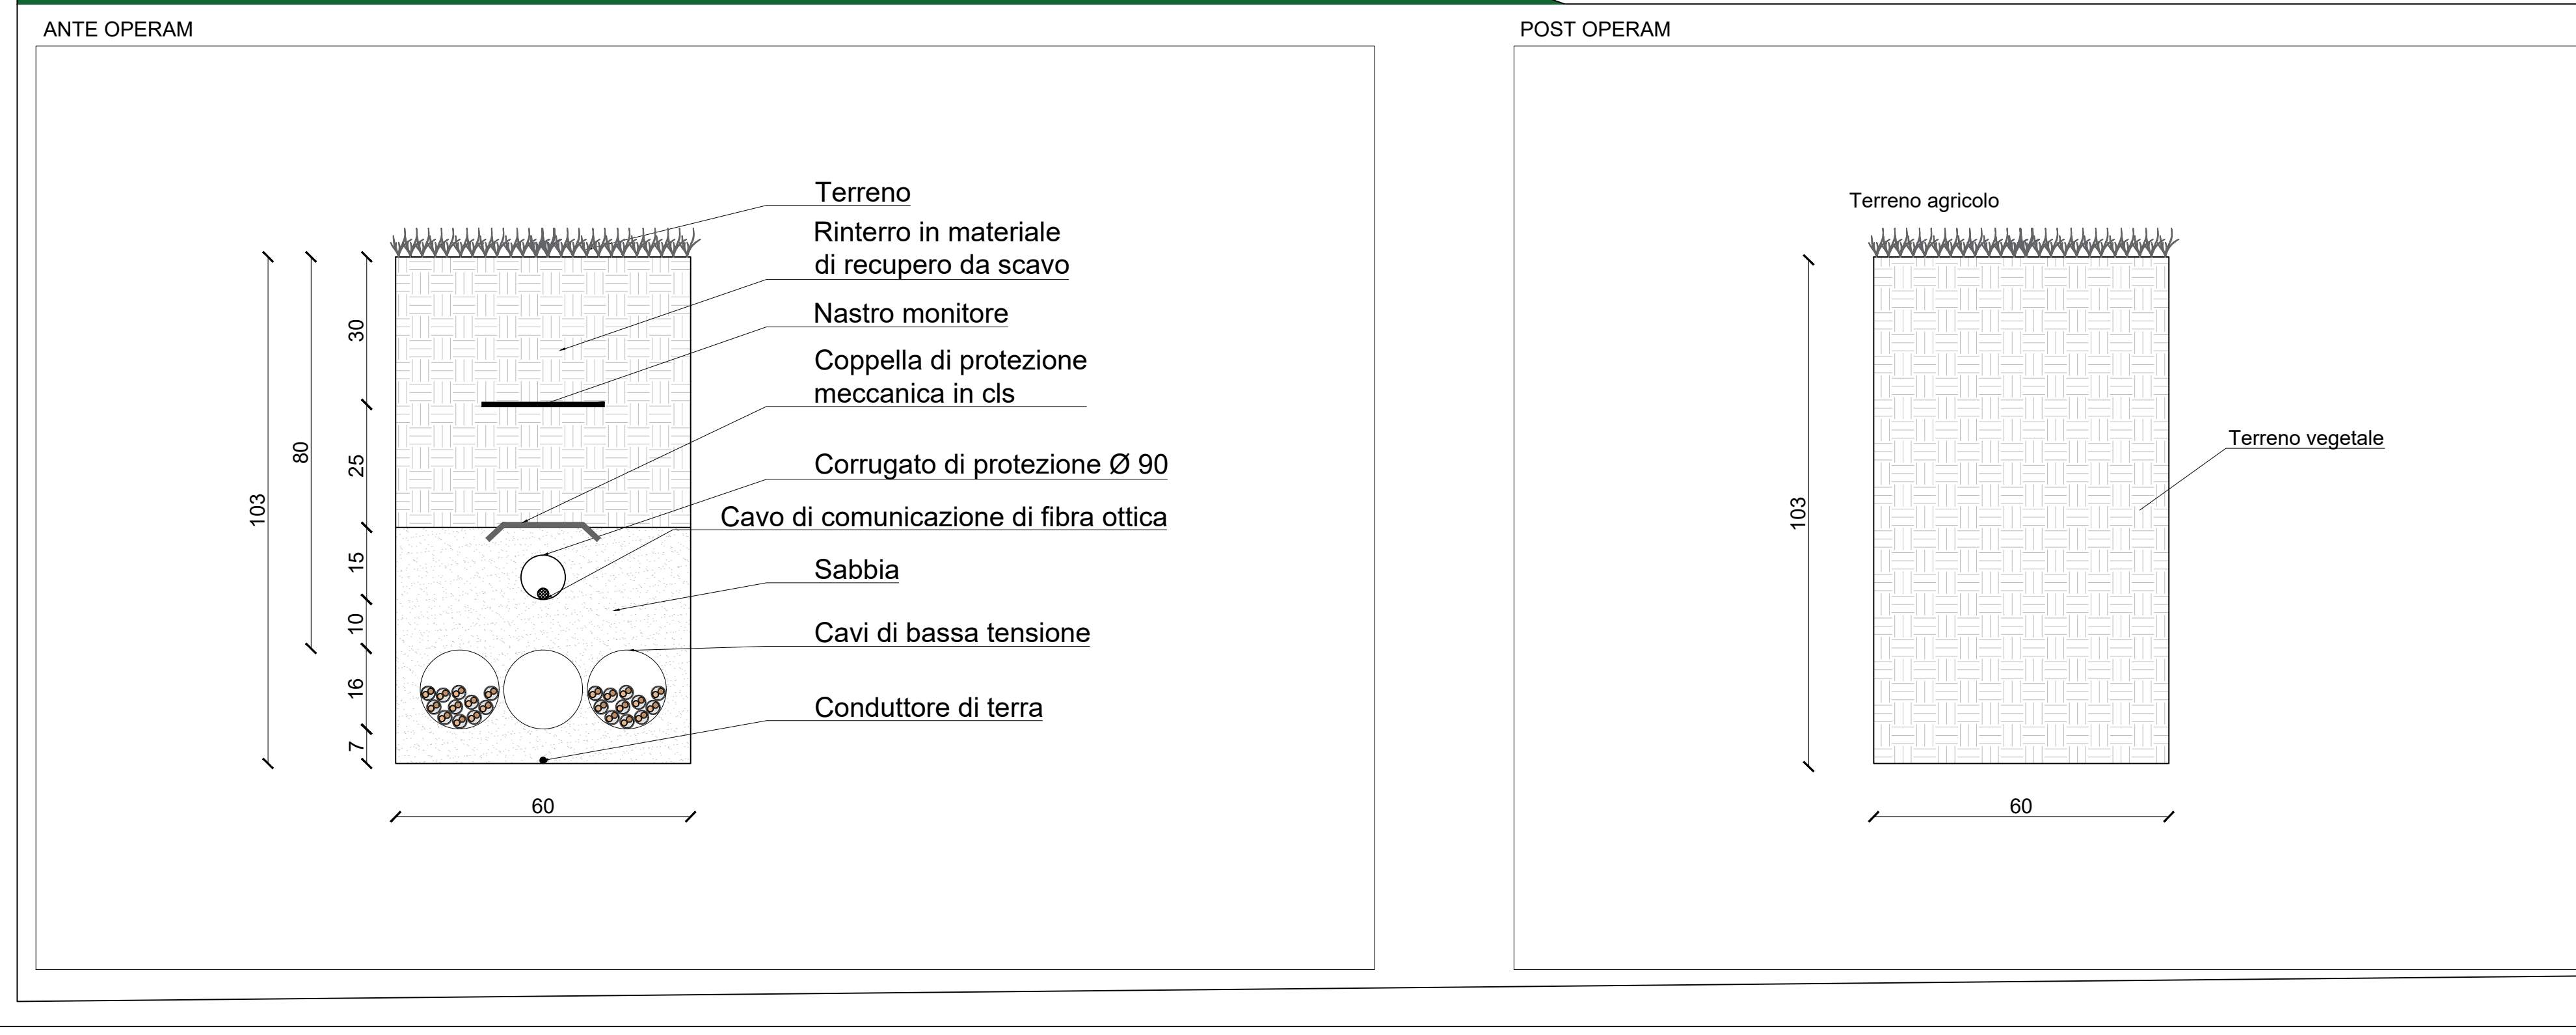 ANTE OPERAM
Terreno
Rinterro in materiale
di recupero da scavo
Nastro monitore
Coppella di protezione
meccanica in cls
Corrugato di protezione Ø 90
Cavo di comunicazione di fibra ottica
Sabbia
Cavi di bassa tensione
Conduttore di terra
103
80
30
25
15
10
16
7
60
POST OPERAM
Terreno agricolo
Terreno vegetale
103
60